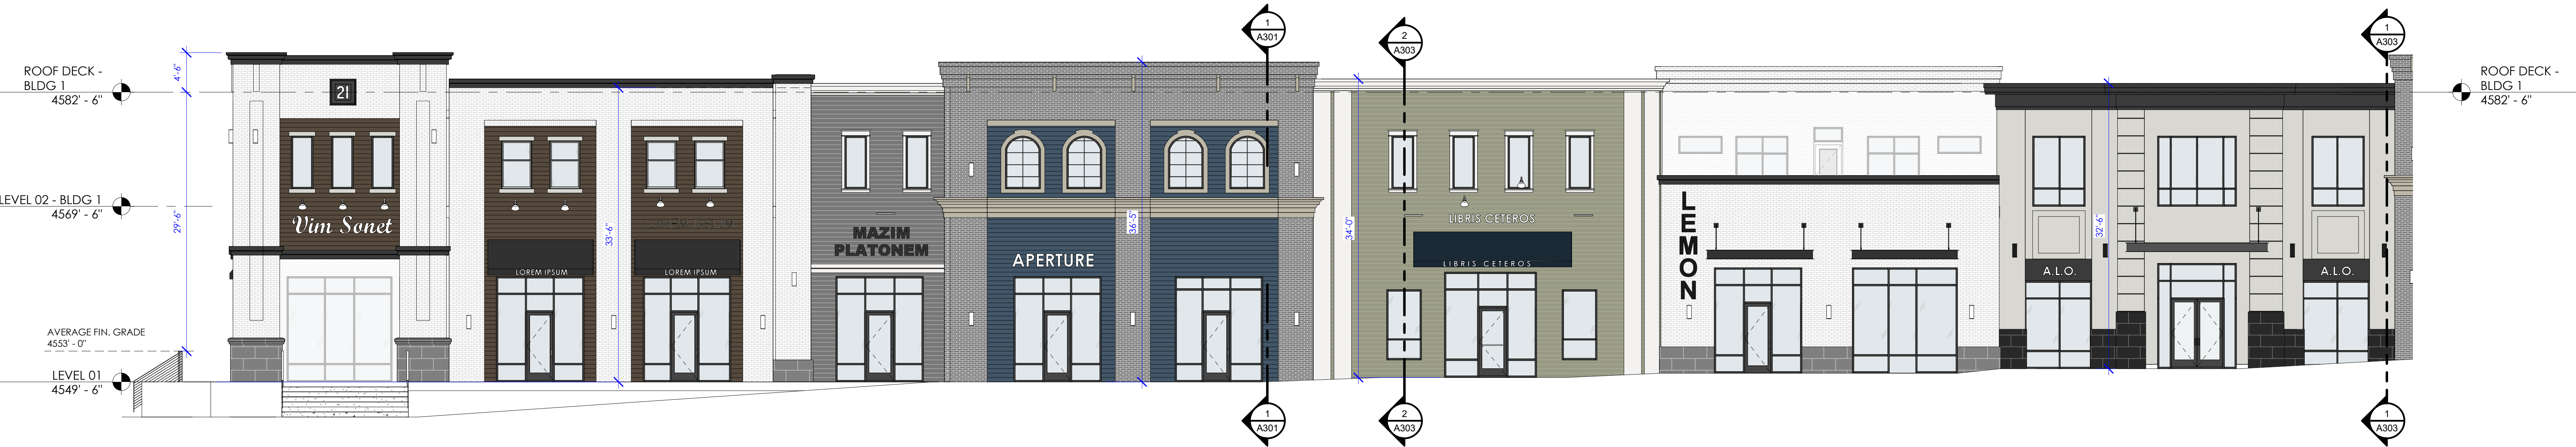 ROOF DECK -
BLDG 1
4582' - 6"
LEVEL 02 - BLDG 1
4569' - 6"
AVERAGE FIN. GRADE
4553' - 0"
LEVEL 01
4549' - 6"
4'-6"
29'-6"
21
Vim Sonet
33'-6"
LOREM IPSUM
LOREM IPSUM
LOREM IPSUM
MAZIM
PLATONEM
APERTURE
36'-5"
1
A301
1
A301
34'-0"
2
A303
2
A303
LIBRIS CETEROS
LIBRIS CETEROS
LEMON
A.L.O.
32'-6"
A.L.O.
1
A303
1
A303
ROOF DECK -
BLDG 1
4582' - 6"